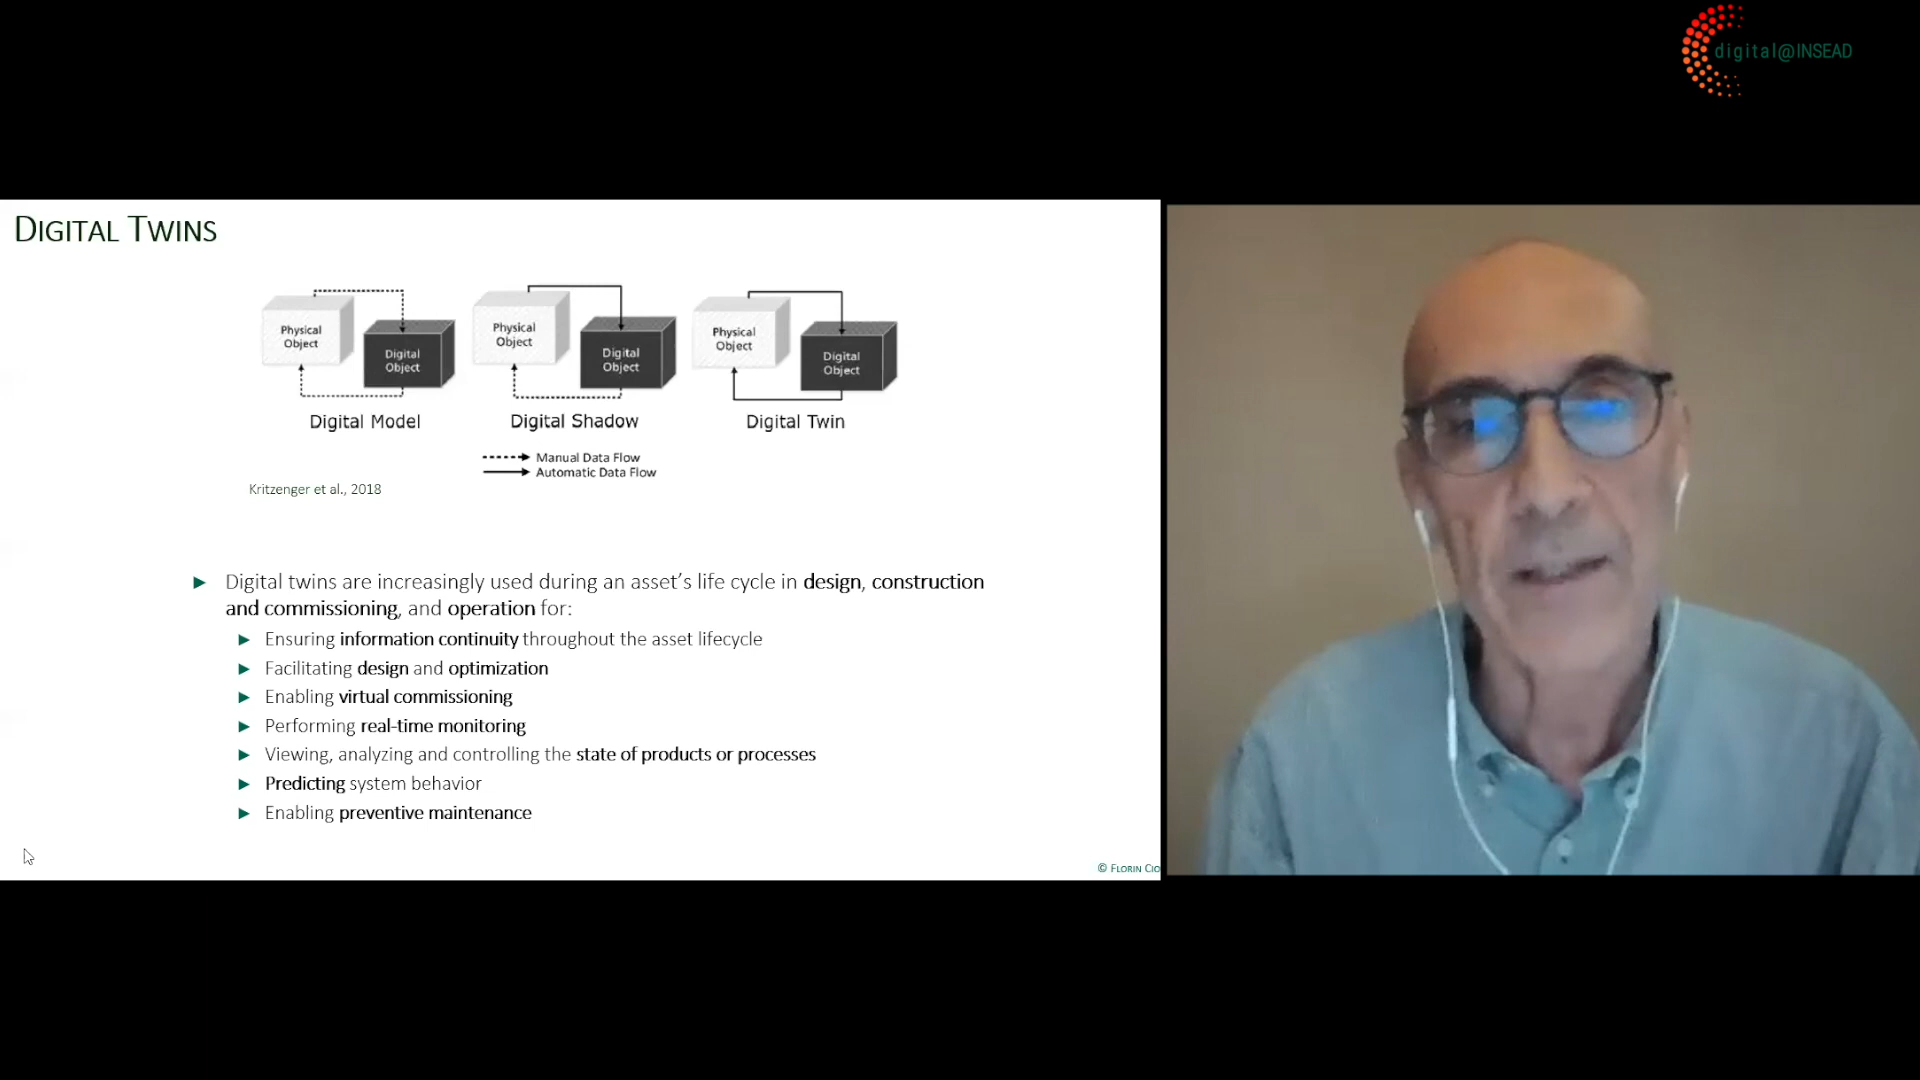 digital@INSEAD
DIGITAL TWINS
Physical
Object
Digital
Object
Digital Model
Physical
Object
Digital
Object
Digital Shadow
Physical
Object
Digital
Object
Digital Twin
Manual Data Flow
Automatic Data Flow
Kritzenger et al., 2018
Digital twins are increasingly used during an asset's life cycle in design, construction
and commissioning, and operation for:
Ensuring information continuity throughout the asset lifecycle
Facilitating design and optimization
Enabling virtual commissioning
Performing real-time monitoring
Viewing, analyzing and controlling the state of products or processes
Predicting system behavior
Enabling preventive maintenance
© FLORIN CIO